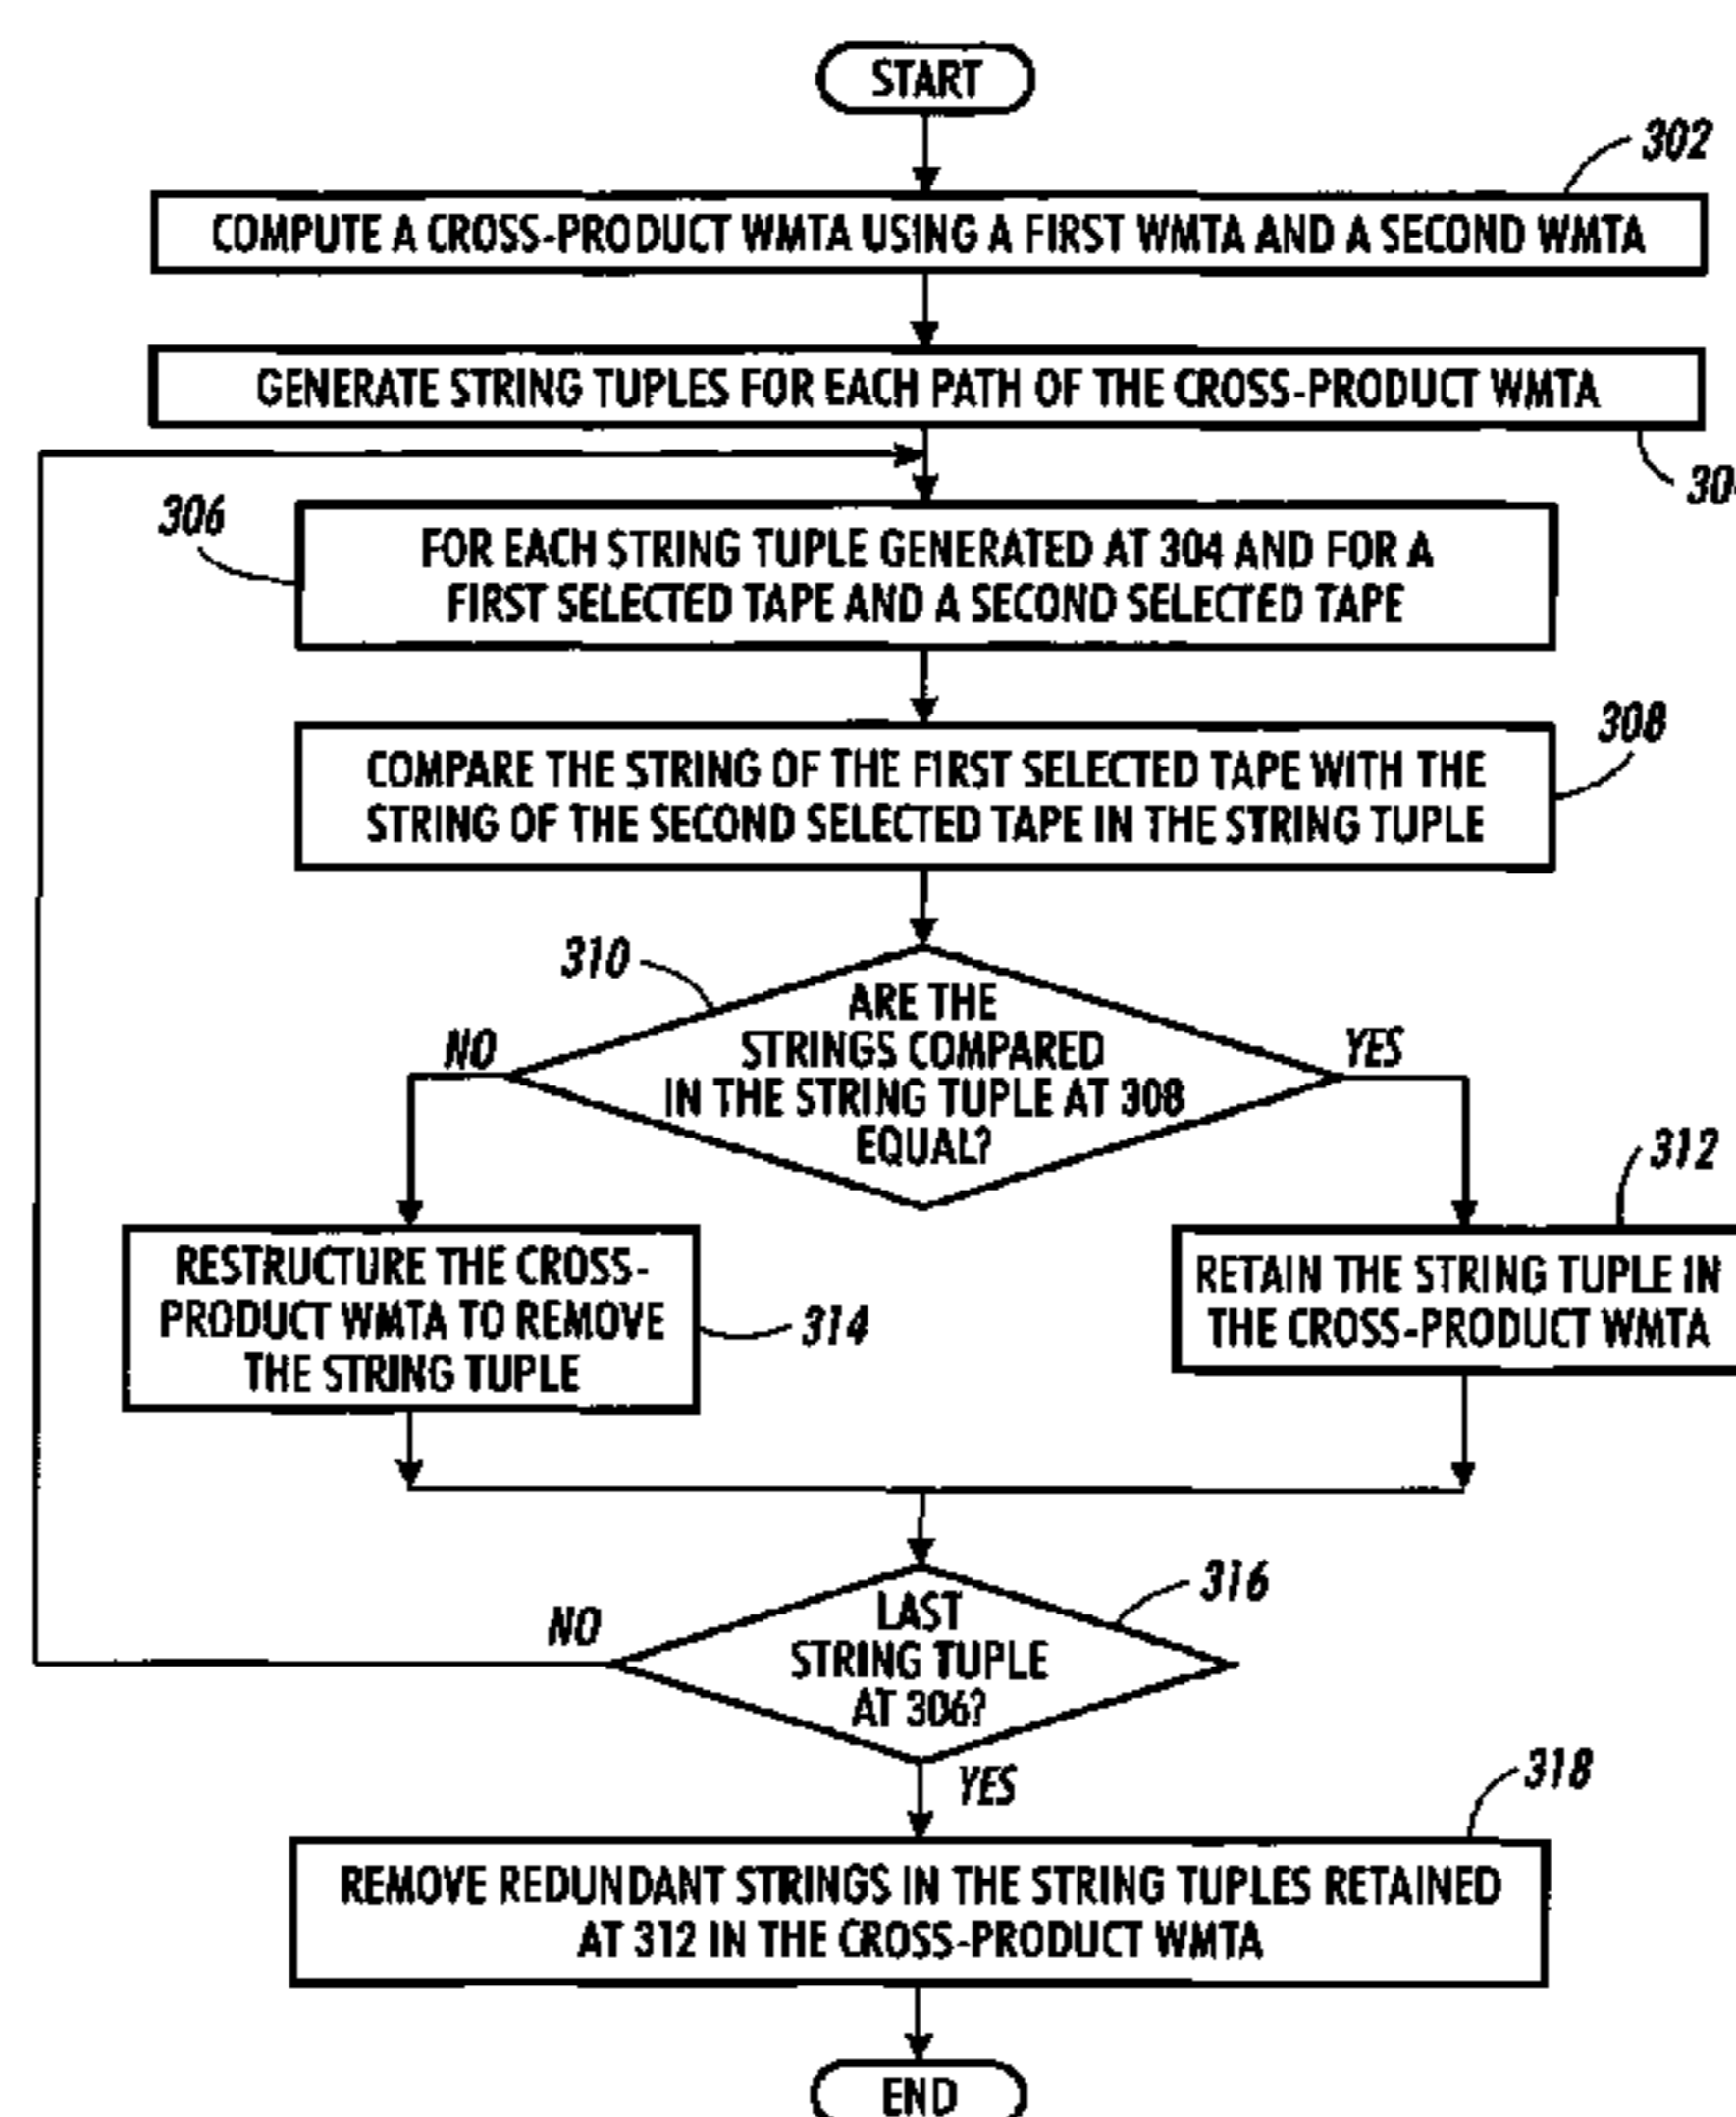 START
302
COMPUTE A CROSS-PRODUCT WMTA USING A FIRST WMTA AND A SECOND WMTA
GENERATE STRING TUPLES FOR EACH PATH OF THE CROSS-PRODUCT WMTA
306
FOR EACH STRING TUPLE GENERATED AT 304 AND FOR A
FIRST SELECTED TAPE AND A SECOND SELECTED TAPE
308
COMPARE THE STRING OF THE FIRST SELECTED TAPE WITH THE
STRING OF THE SECOND SELECTED TAPE IN THE STRING TUPLE
310
ARE THE
STRINGS COMPARED
IN THE STRING TUPLE AT 308
EQUAL?
NO
YES
312
RESTRUCTURE THE CROSS-
PRODUCT WMTA TO REMOVE
THE STRING TUPLE
314
RETAIN THE STRING TUPLE IN
THE CROSS-PRODUCT WMTA
316
LAST
STRING TUPLE
AT 306?
NO
YES
318
REMOVE REDUNDANT STRINGS IN THE STRING TUPLES RETAINED
AT 312 IN THE CROSS-PRODUCT WMTA
END